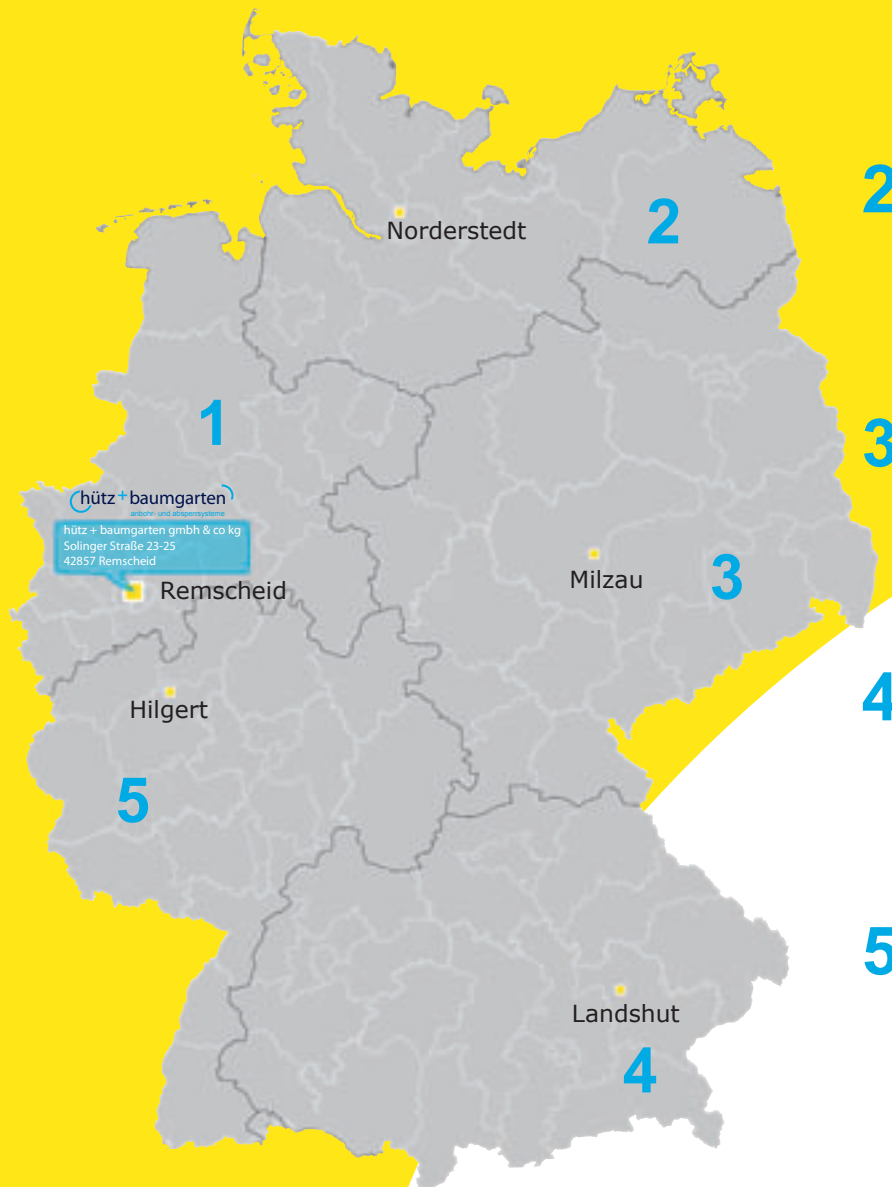 Norderstedt
2
2
1
3
hütz + baumgarten
anbohr- und absperrsysteme
hütz + baumgarten gmbh & co kg
Solinger Straße 23-25
42857 Remscheid
Remscheid
Milzau
3
Hilgert
4
5
5
Landshut
4